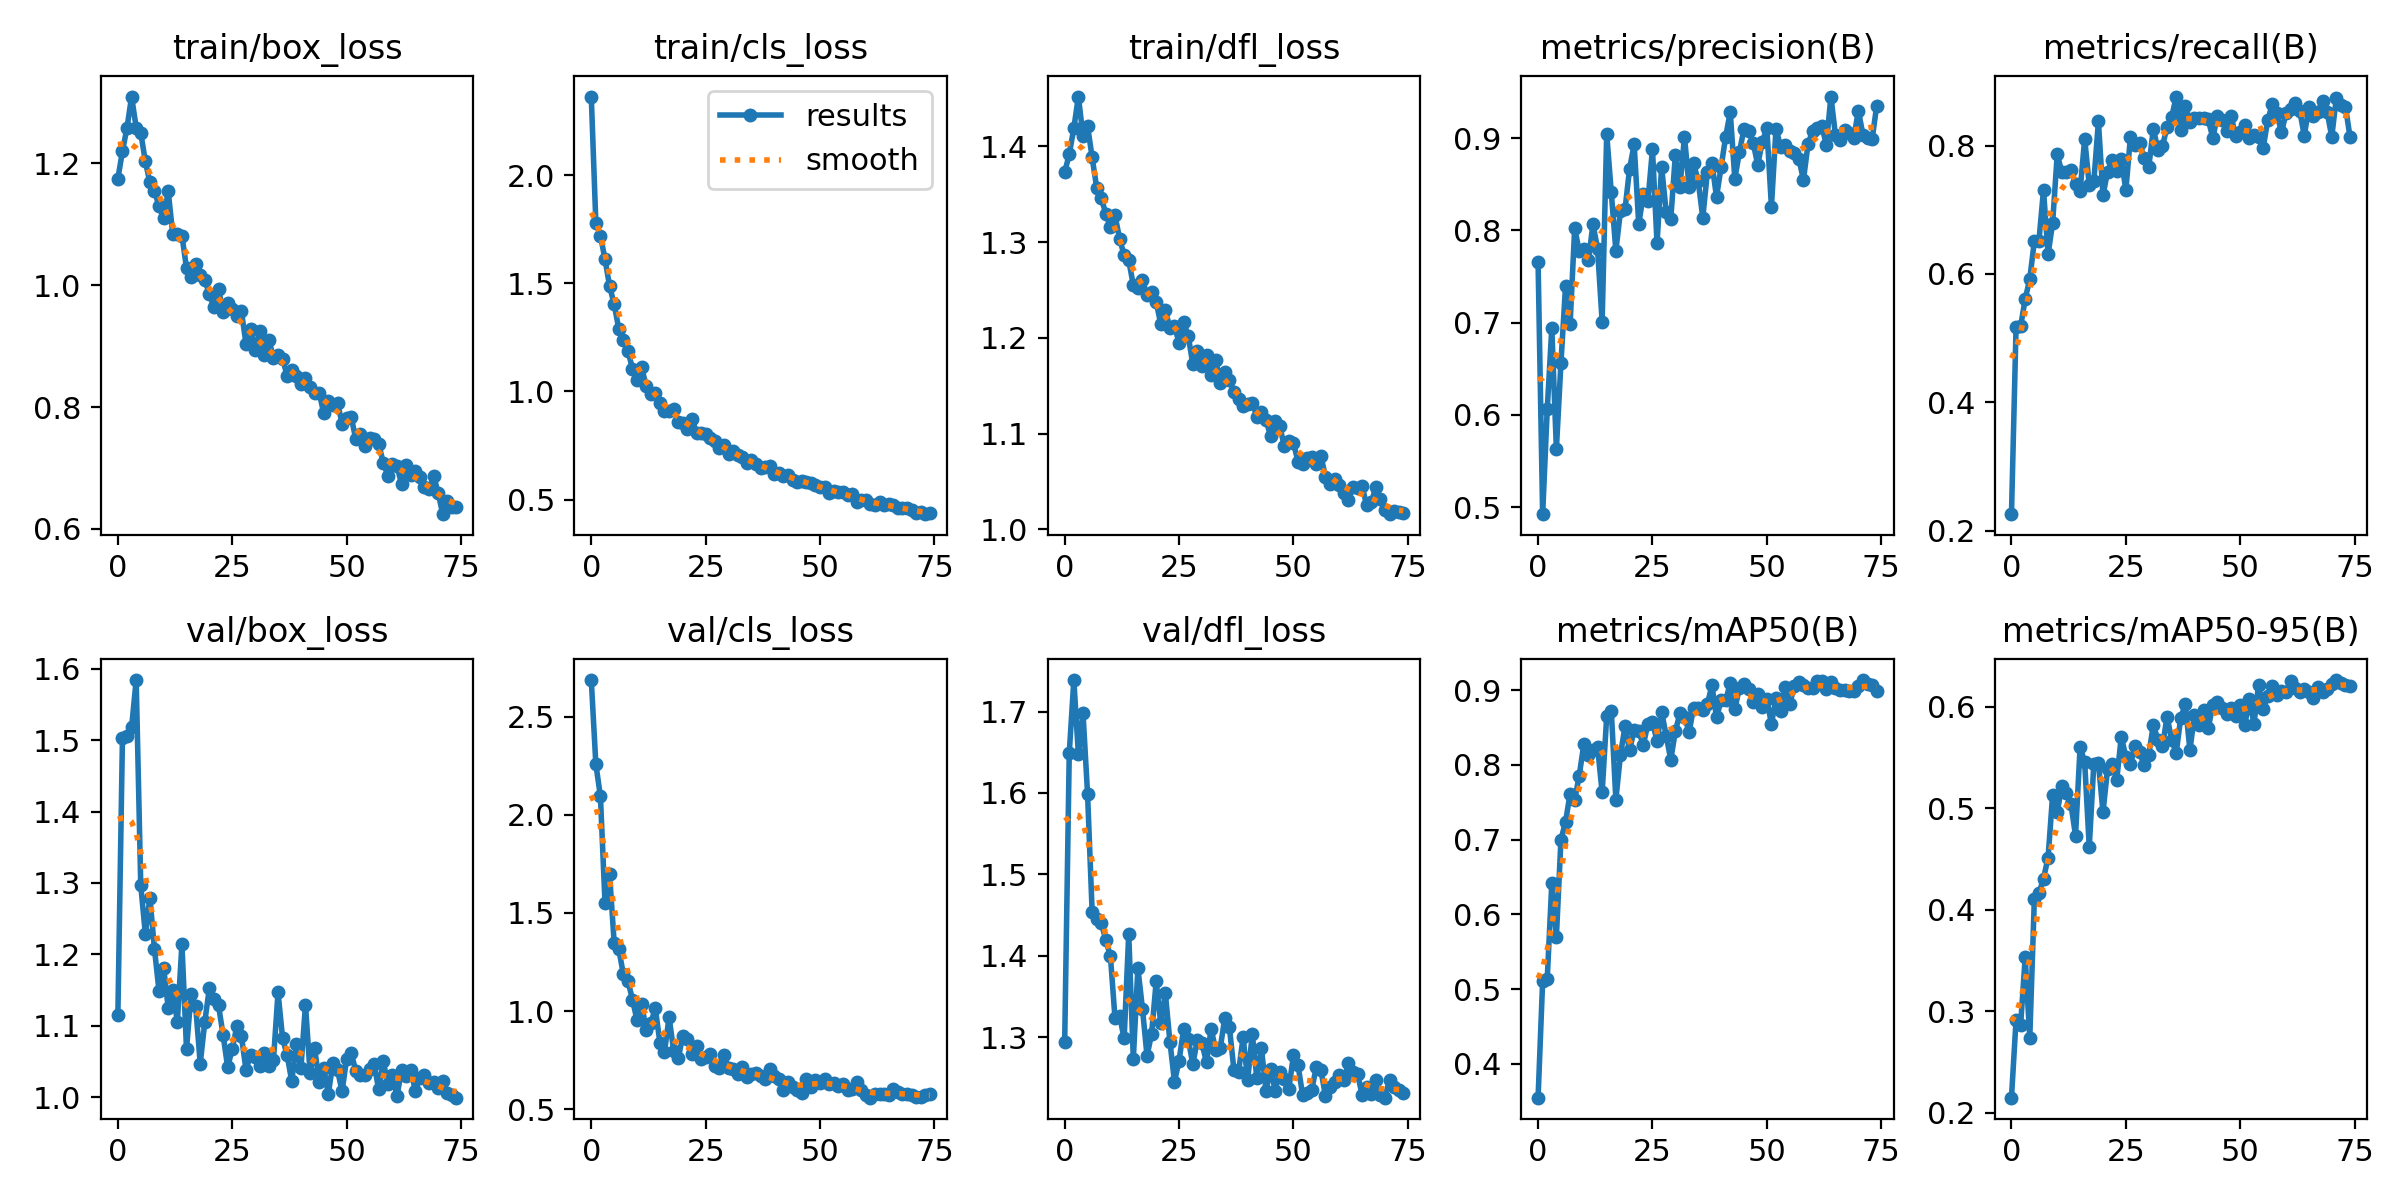 train/box_loss
train/cls_loss
train/dfl_loss
metrics/precision(B)
metrics/recall(B)
1.2
1.0
0.8
0.6
0 25 50 75
results
smooth
2.0
1.5
1.0
0.5
0 25 50 75
1.4
1.3
1.2
1.1
1.0
0 25 50 75
0.9
0.8
0.7
0.6
0.5
0 25 50 75
0.8
0.6
0.4
0.2
0 25 50 75
val/box_loss
val/cls_loss
val/dfl_loss
metrics/mAP50(B)
metrics/mAP50-95(B)
1.6
1.5
1.4
1.3
1.2
1.1
1.0
0 25 50 75
2.5
2.0
1.5
1.0
0.5
0 25 50 75
1.7
1.6
1.5
1.4
1.3
0 25 50 75
0.9
0.8
0.7
0.6
0.5
0.4
0 25 50 75
0.6
0.5
0.4
0.3
0.2
0 25 50 75